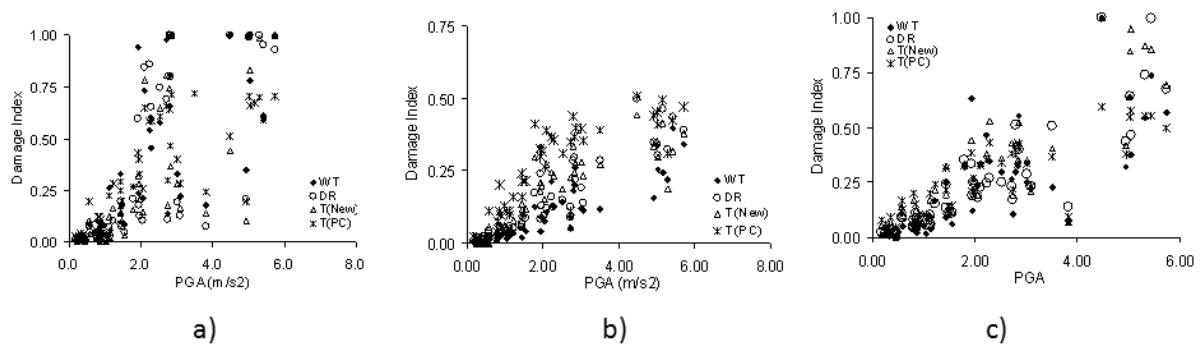 1.00
0.75
0.50
0.25
0.00
Damage Index
0.0 2.0 4.0 6.0 8.0
PGA (m/s2)
WT
DR
T(New)
T(PC)
a)
0.75
0.50
0.25
0.00
Damage Index
0.00 2.00 4.00 6.00 8.00
PGA (m/s2)
WT
DR
T(New)
T(PC)
b)
1.00
0.75
0.50
0.25
0.00
Damage Index
0.00 2.00 4.00 6.00
PGA
WT
DR
T(New)
T(PC)
c)